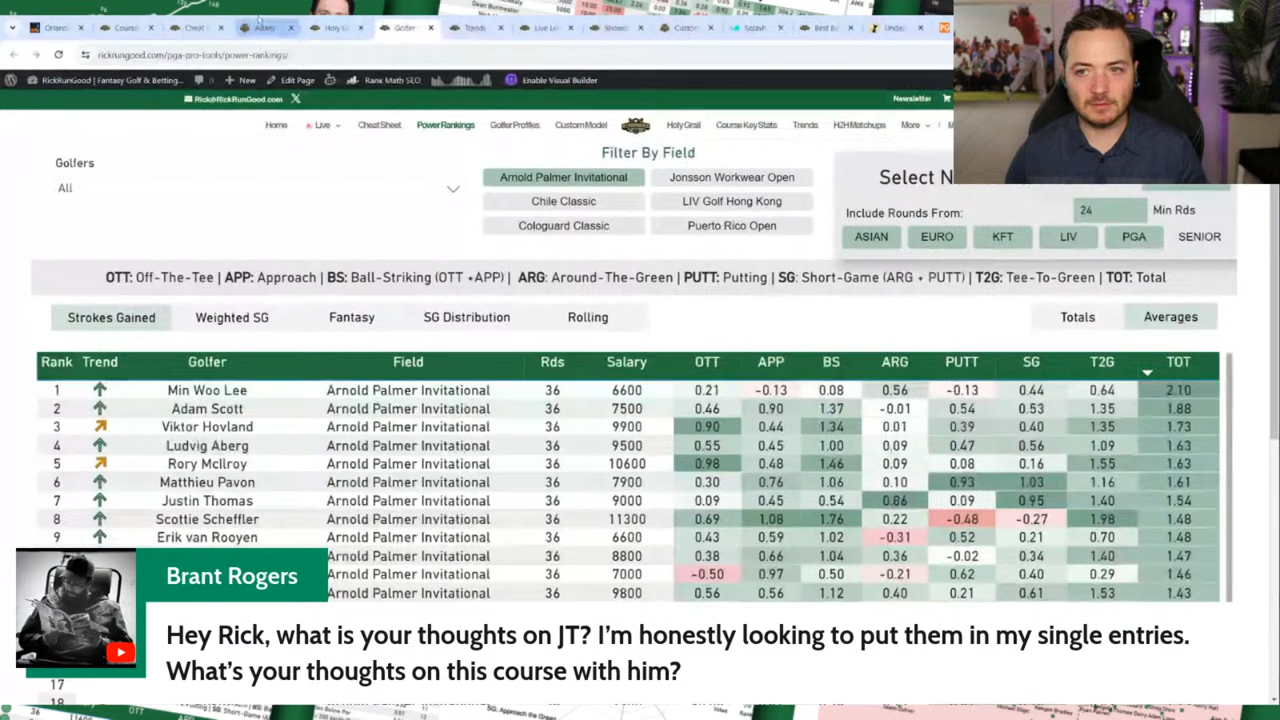 Orlando
Course
Cheat
Adam
Holy G
Golfer
Trends
Live Le
Custom
Splash
Best B
rickrungood.com/pga-pro-tools/power-rankings/
RickRunGood | Fantasy Golf & Betting...
0
New
Edit Page
Rank Math SEO
Enable Visual Builder
Rick@RickRunGood.com
Newsletter
Home
Live
Cheat Sheet
Power Rankings
Golfer Profiles
Custom Model
Holy Grail
Course Key Stats
Trends
H2H Matchups
More
Golfers
All
Filter By Field
Arnold Palmer Invitational Jonsson Workwear Open
Chile Classic LIV Golf Hong Kong
Cologuard Classic Puerto Rico Open
Select N
Include Rounds From: 24 Min Rds
ASIAN EURO KFT LIV PGA SENIOR
OTT: Off-The-Tee | APP: Approach | BS: Ball-Striking (OTT +APP) | ARG: Around-The-Green | PUTT: Putting | SG: Short-Game (ARG + PUTT) | T2G: Tee-To-Green | TOT: Total
Strokes Gained Weighted SG Fantasy SG Distribution Rolling Totals Averages
Rank Trend Golfer Field Rds Salary OTT APP BS ARG PUTT SG T2G TOT
1 Min Woo Lee Arnold Palmer Invitational 36 6600 0.21 -0.13 0.08 0.56 -0.13 0.44 0.64 2.10
2 Adam Scott Arnold Palmer Invitational 36 7500 0.46 0.90 1.37 -0.01 0.54 0.53 1.35 1.88
3 Viktor Hovland Arnold Palmer Invitational 36 9900 0.90 0.44 1.34 0.01 0.39 0.40 1.35 1.73
4 Ludvig Aberg Arnold Palmer Invitational 36 9500 0.55 0.45 1.00 0.09 0.47 0.56 1.09 1.63
5 Rory McIlroy Arnold Palmer Invitational 36 10600 0.98 0.48 1.46 0.09 0.08 0.16 1.55 1.63
6 Matthieu Pavon Arnold Palmer Invitational 36 7900 0.30 0.76 1.06 0.10 0.93 1.03 1.16 1.61
7 Justin Thomas Arnold Palmer Invitational 36 9000 0.09 0.45 0.54 0.86 0.09 0.95 1.40 1.54
8 Scottie Scheffler Arnold Palmer Invitational 36 11300 0.69 1.08 1.76 0.22 -0.48 -0.27 1.98 1.48
9 Erik van Rooyen Arnold Palmer Invitational 36 6600 0.43 0.59 1.02 -0.31 0.52 0.21 0.70 1.48
Arnold Palmer Invitational 36 8800 0.38 0.66 1.04 0.36 -0.02 0.34 1.40 1.47
Arnold Palmer Invitational 36 7000 -0.50 0.97 0.50 -0.21 0.62 0.40 0.29 1.46
Arnold Palmer Invitational 36 9800 0.56 0.56 1.12 0.40 0.21 0.61 1.53 1.43
Brant Rogers
Hey Rick, what is your thoughts on JT? I'm honestly looking to put them in my single entries.
What's your thoughts on this course with him?
17
18